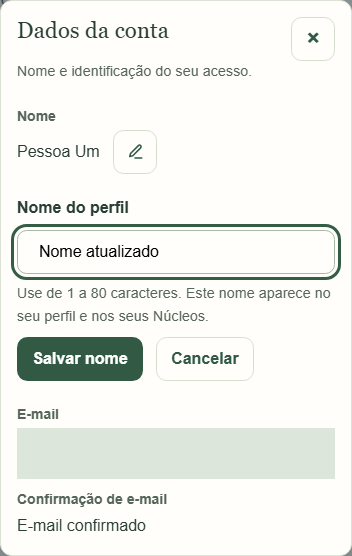 Dados da conta
×
Nome e identificação do seu acesso.
Nome
Pessoa Um
Nome do perfil
Nome atualizado
Use de 1 a 80 caracteres. Este nome aparece no
seu perfil e nos seus Núcleos.
Salvar nome
Cancelar
E-mail
Confirmação de e-mail
E-mail confirmado